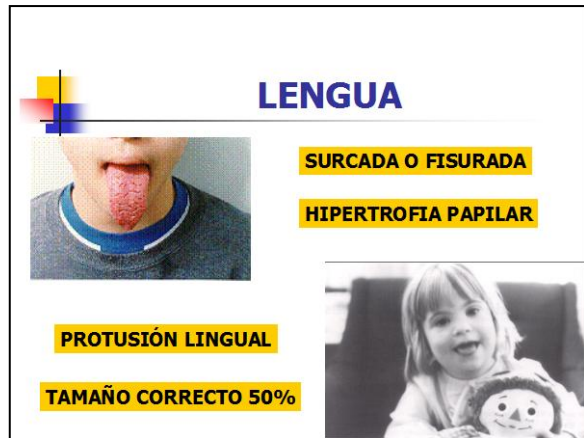 LENGUA
SURCADA O FISURADA
HIPERTROFIA PAPILAR
PROTUSIÓN LINGUAL
TAMAÑO CORRECTO 50%